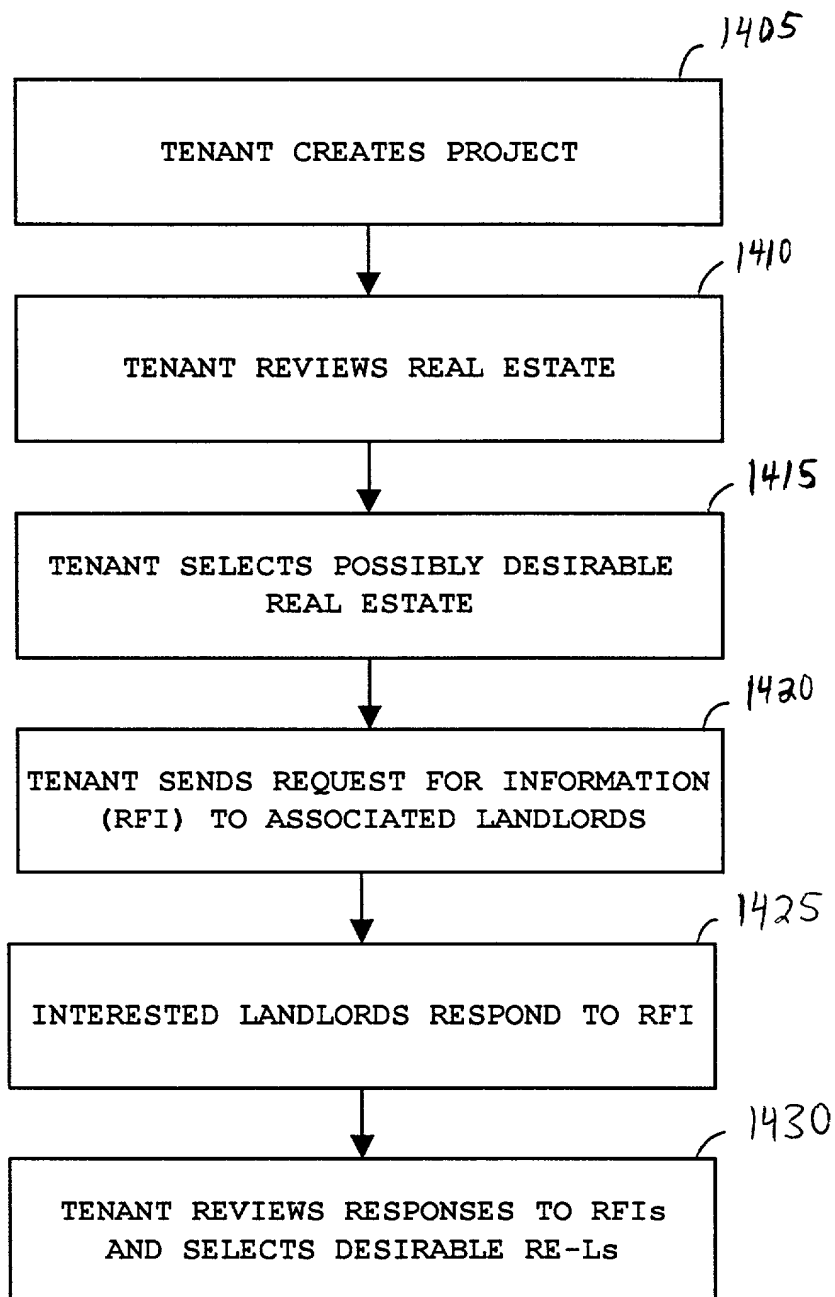 1405
TENANT CREATES PROJECT
1410
TENANT REVIEWS REAL ESTATE
1415
TENANT SELECTS POSSIBLY DESIRABLE
REAL ESTATE
1420
TENANT SENDS REQUEST FOR INFORMATION
(RFI) TO ASSOCIATED LANDLORDS
1425
INTERESTED LANDLORDS RESPOND TO RFI
1430
TENANT REVIEWS RESPONSES TO RFIs
AND SELECTS DESIRABLE RE-Ls